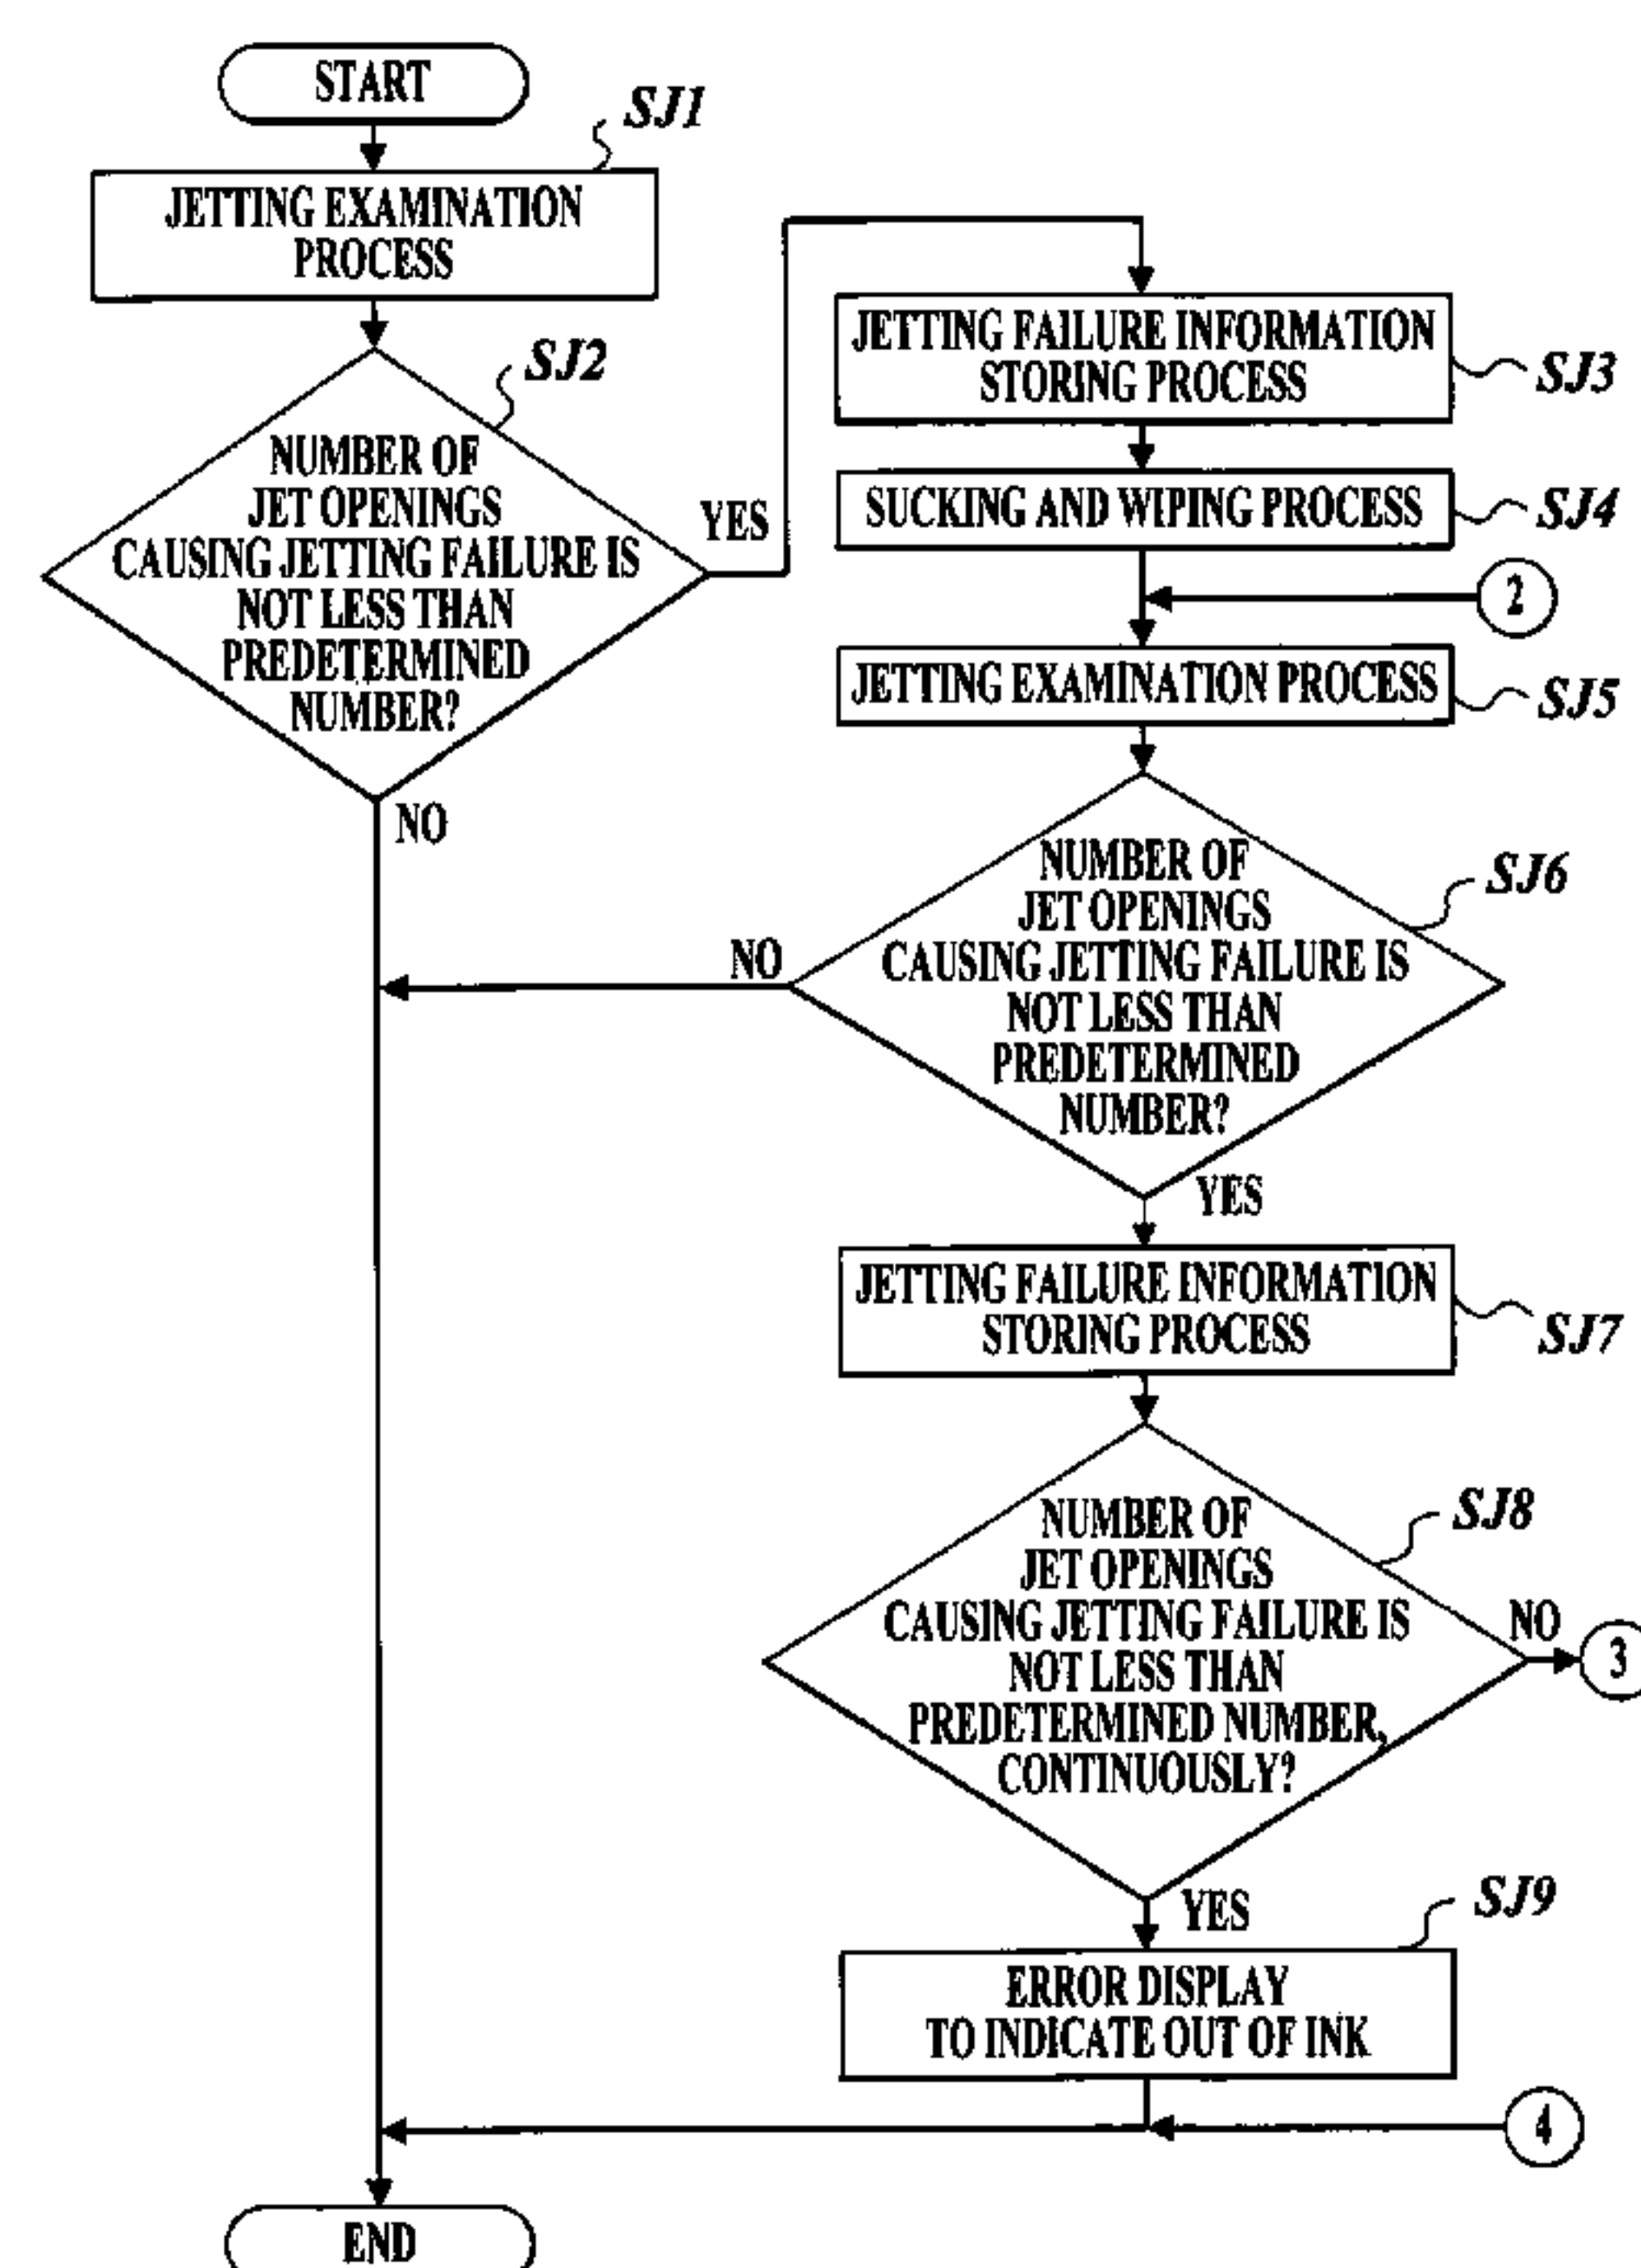 START
SJ1
JETTING EXAMINATION
PROCESS
SJ2
NUMBER OF
JET OPENINGS
CAUSING JETTING FAILURE IS
NOT LESS THAN
PREDETERMINED
NUMBER?
YES
NO
JETTING FAILURE INFORMATION
STORING PROCESS
SJ3
SUCKING AND WIPING PROCESS
SJ4
2
JETTING EXAMINATION PROCESS
SJ5
SJ6
NUMBER OF
JET OPENINGS
CAUSING JETTING FAILURE IS
NOT LESS THAN
PREDETERMINED
NUMBER?
NO
YES
JETTING FAILURE INFORMATION
STORING PROCESS
SJ7
SJ8
NUMBER OF
JET OPENINGS
CAUSING JETTING FAILURE IS
NOT LESS THAN
PREDETERMINED NUMBER,
CONTINUOUSLY?
NO
3
YES
SJ9
ERROR DISPLAY
TO INDICATE OUT OF INK
4
END